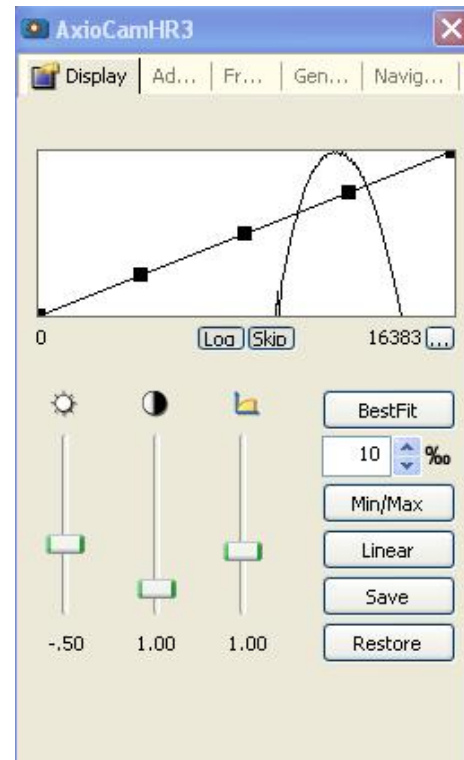 AxioCamHR3
Display Ad... Fr... Gen... Navig...
0 Log Skip 16383 ...
BestFit
10 ‰
Min/Max
Linear
Save
-.50 1.00 1.00 Restore